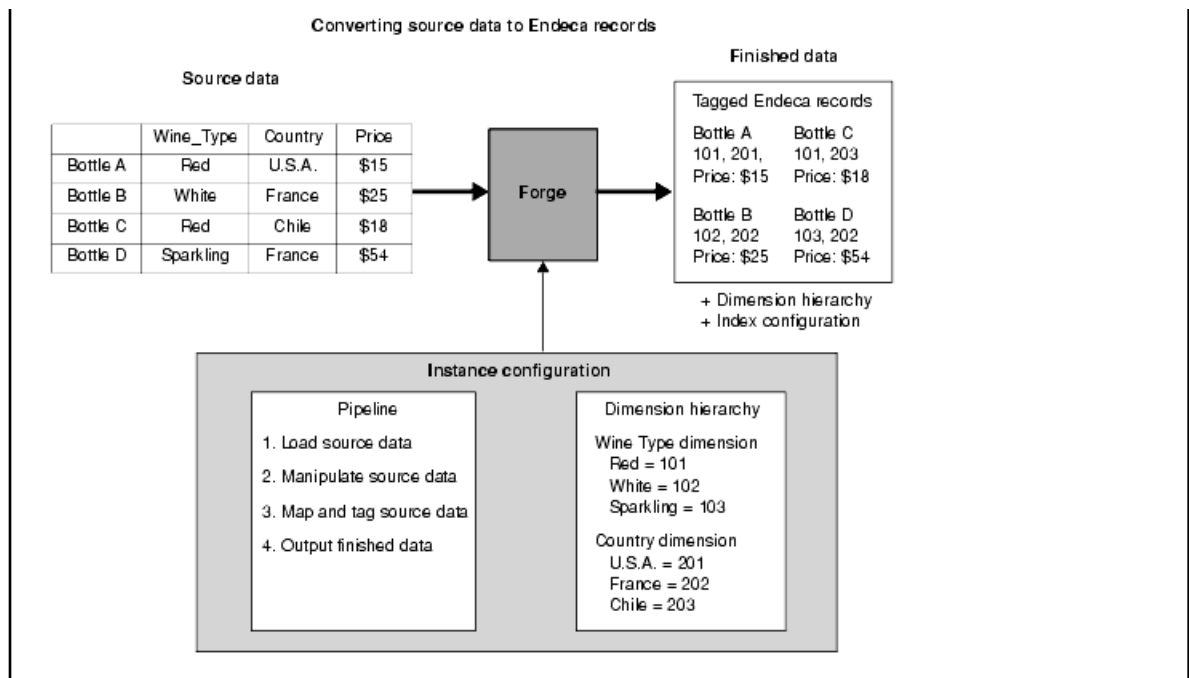 Converting source data to Endeca records
Source data
Wine_Type Country Price
Bottle A Red U.S.A. $15
Bottle B White France $25
Bottle C Red Chile $18
Bottle D Sparkling France $54
Forge
Finished data
Tagged Endeca records
Bottle A
101, 201,
Price: $15
Bottle C
101, 203
Price: $18
Bottle B
102, 202
Price: $25
Bottle D
103, 202
Price: $54
+ Dimension hierarchy
+ Index configuration
Instance configuration
Pipeline
1. Load source data
2. Manipulate source data
3. Map and tag source data
4. Output finished data
Dimension hierarchy
Wine Type dimension
Red = 101
White = 102
Sparkling = 103
Country dimension
U.S.A. = 201
France = 202
Chile = 203